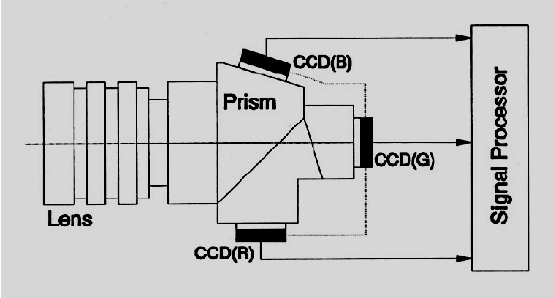 CCD(B)
Prism
CCD(G)
Signal Processor
Lens
CCD(R)